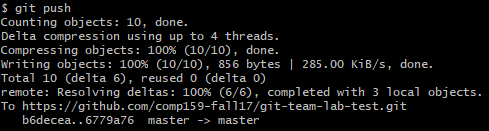 $ git push
Counting objects: 10, done.
Delta compression using up to 4 threads.
Compressing objects: 100% (10/10), done.
Writing objects: 100% (10/10), 856 bytes | 285.00 KiB/s, done.
Total 10 (delta 6), reused 0 (delta 0)
remote: Resolving deltas: 100% (6/6), completed with 3 local objects.
To https://github.com/comp159-fall17/git-team-lab-test.git
   b6decea..6779a76  master -> master